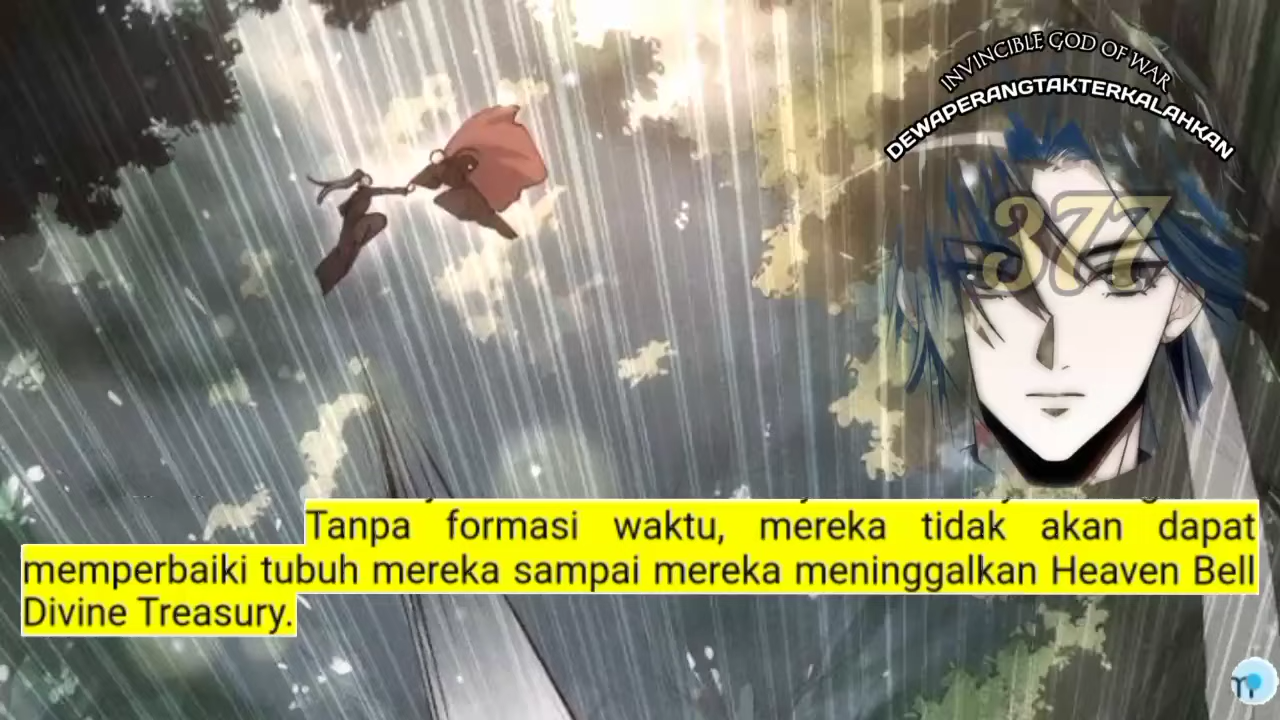 INVINCIBLE GOD OF WAR
DEWAPERANGTAKTERKALAHKAN
377
Tanpa formasi waktu, mereka tidak akan dapat
memperbaiki tubuh mereka sampai mereka meninggalkan Heaven Bell
Divine Treasury.